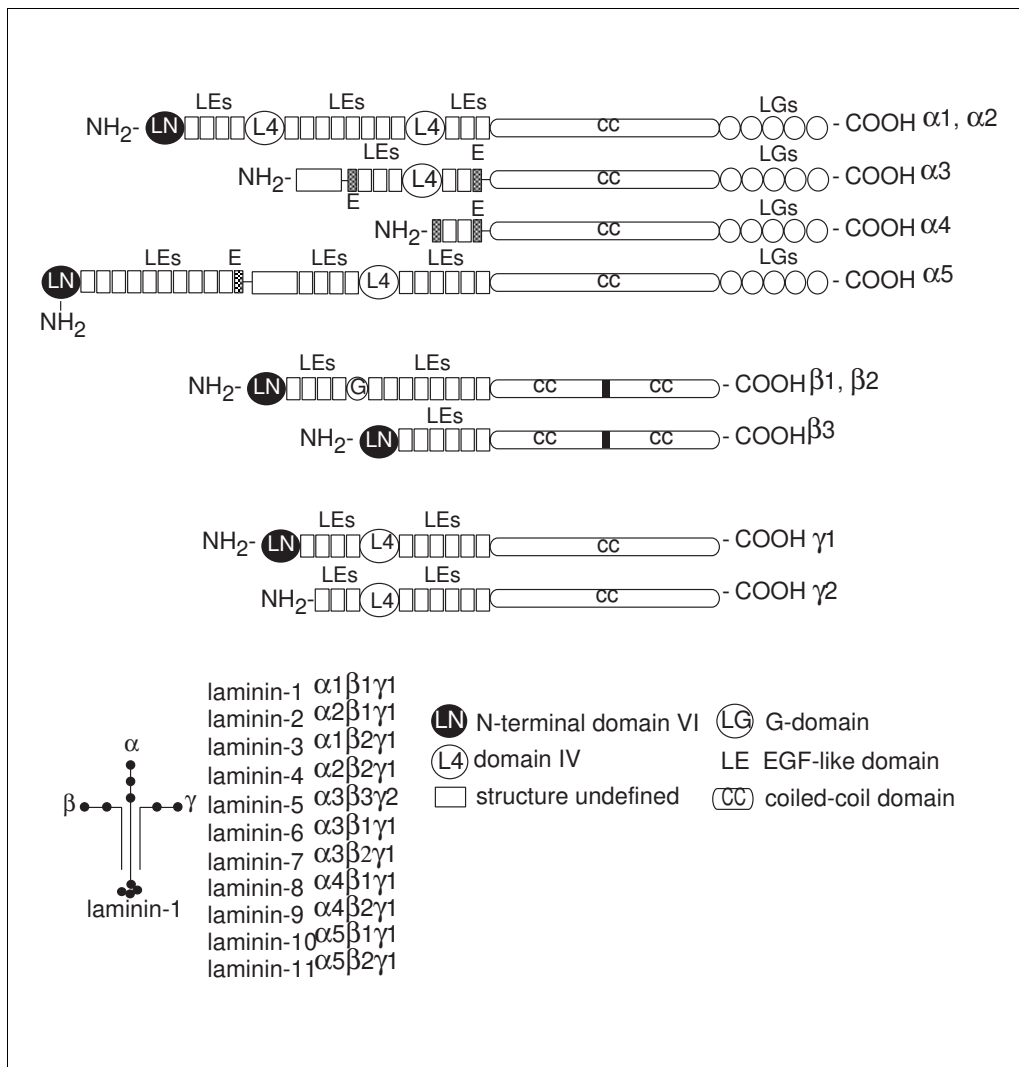 LEs LEs LEs LGs
NH2- LN L4 L4 CC - COOH α1, α2
LEs E LGs
NH2- L4 CC - COOH α3
E E LGs
NH2- CC - COOH α4
LEs E LEs LEs LGs
LN L4 CC - COOH α5
NH2
LEs LEs
NH2- LN G CC CC - COOH β1, β2
LEs
NH2- LN CC CC - COOH β3
LEs LEs
NH2- LN L4 CC - COOH γ1
LEs LEs
NH2- L4 CC - COOH γ2
α
β γ
laminin-1
laminin-1 α1β1γ1
laminin-2 α2β1γ1
laminin-3 α1β2γ1
laminin-4 α2β2γ1
laminin-5 α3β3γ2
laminin-6 α3β1γ1
laminin-7 α3β2γ1
laminin-8 α4β1γ1
laminin-9 α4β2γ1
laminin-10 α5β1γ1
laminin-11 α5β2γ1
LN N-terminal domain VI
L4 domain IV
structure undefined
LG G-domain
LE EGF-like domain
CC coiled-coil domain